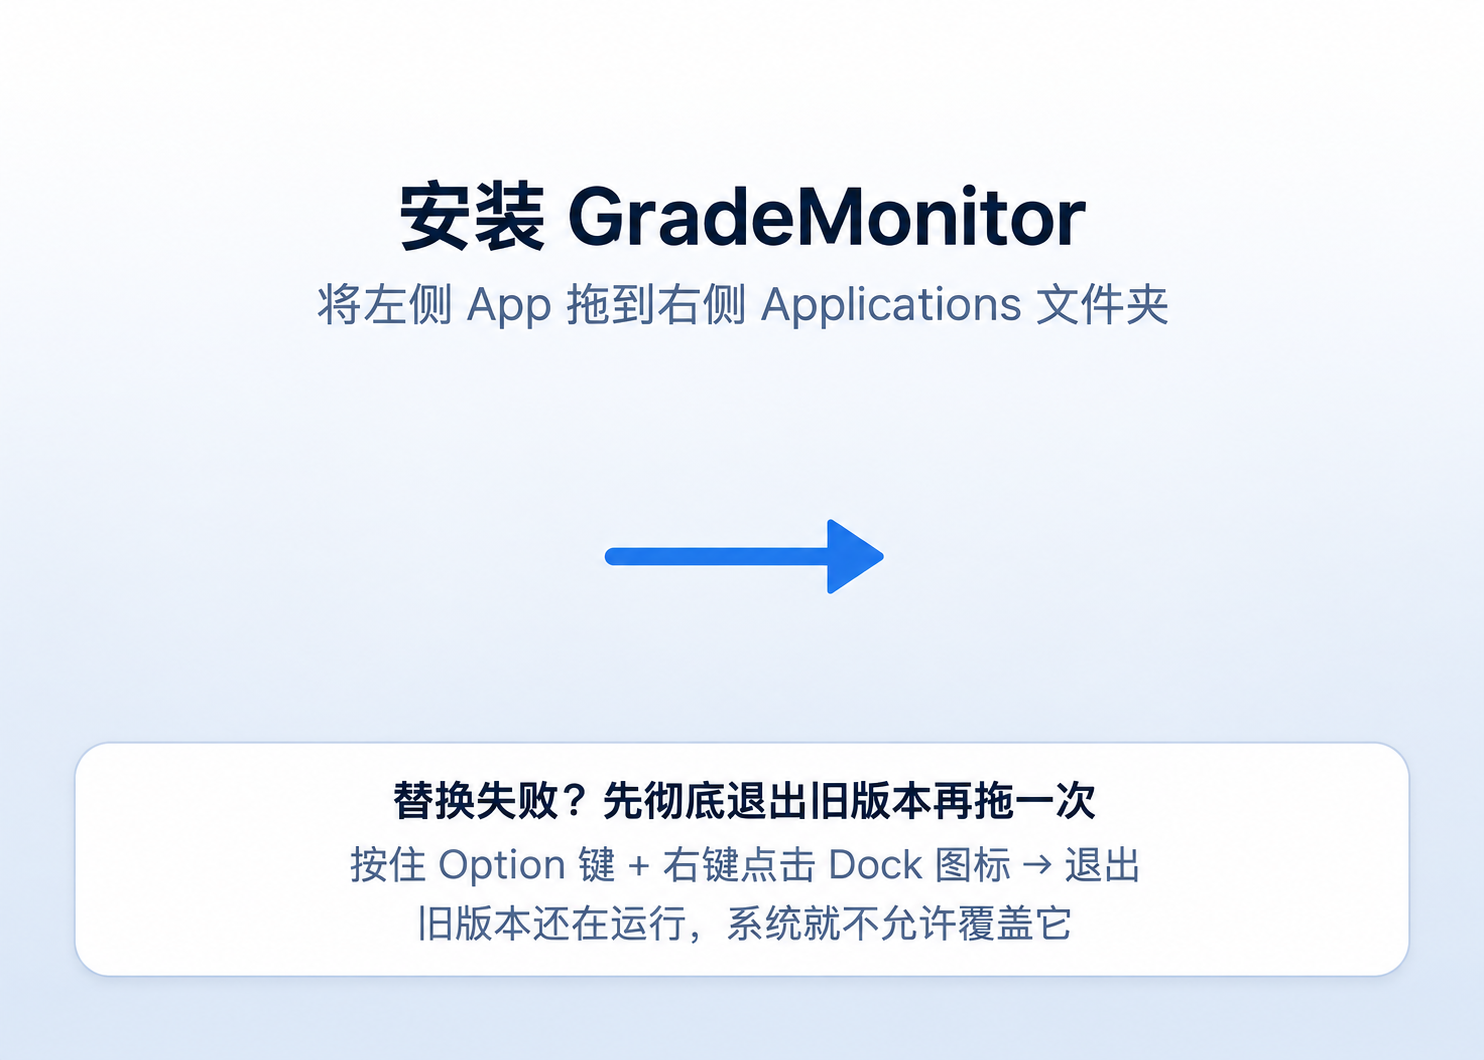 安装 GradeMonitor
将左侧 App 拖到右侧 Applications 文件夹
替换失败？先彻底退出旧版本再拖一次
按住 Option 键 + 右键点击 Dock 图标 → 退出
旧版本还在运行，系统就不允许覆盖它